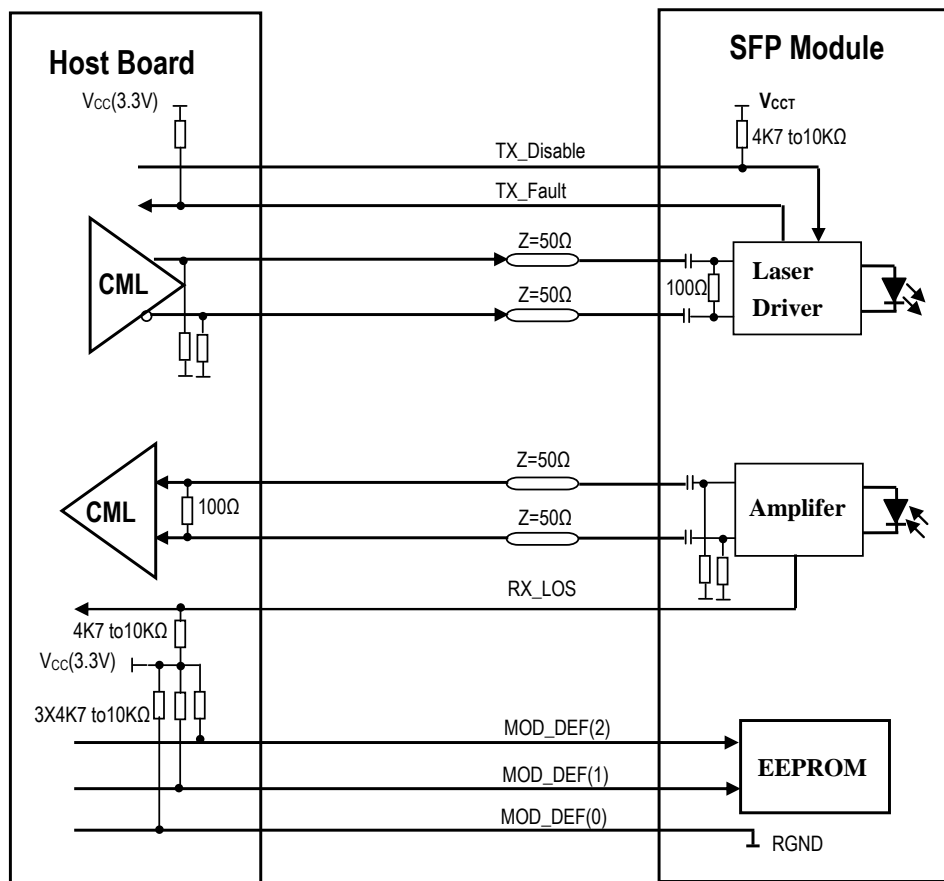 Host Board
SFP Module
VCC(3.3V)
VCCT
4K7 to10KΩ
TX_Disable
TX_Fault
CML
Z=50Ω
Z=50Ω
100Ω
Laser
Driver
CML
100Ω
Z=50Ω
Z=50Ω
Amplifer
RX_LOS
4K7 to10KΩ
VCC(3.3V)
3X4K7 to10KΩ
MOD_DEF(2)
MOD_DEF(1)
MOD_DEF(0)
EEPROM
RGND